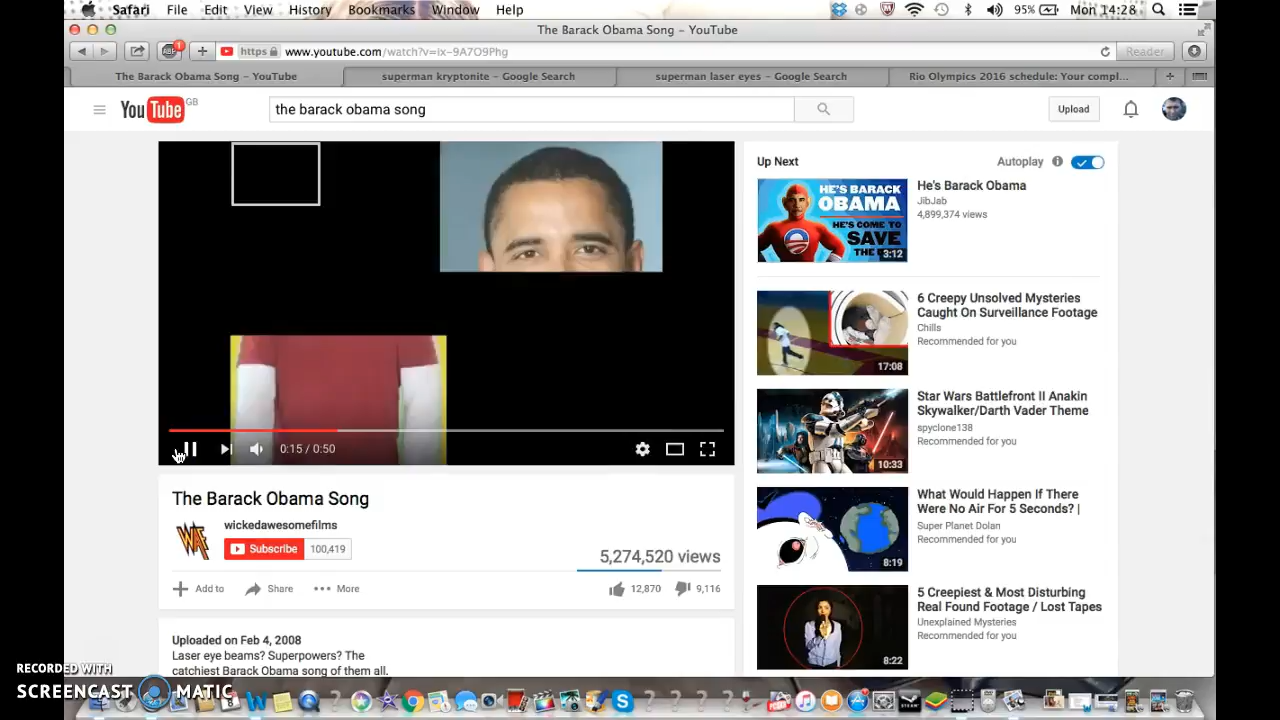 Safari File Edit View History Bookmarks Window Help 95% Mon 14:28
The Barack Obama Song – YouTube
ABP 1 https www.youtube.com/watch?v=ix-9A7O9Phg Reader
The Barack Obama Song – YouTube superman kryptonite – Google Search superman laser eyes – Google Search Rio Olympics 2016 schedule: Your compl...
YouTube GB the barack obama song Upload
Up Next Autoplay
HE'S BARACK OBAMA
HE'S COME TO
SAVE
3:12
He's Barack Obama
JibJab
4,899,374 views
17:08
6 Creepy Unsolved Mysteries
Caught On Surveillance Footage
Chills
Recommended for you
10:33
Star Wars Battlefront II Anakin
Skywalker/Darth Vader Theme
spyclone138
Recommended for you
0:15 / 0:50
The Barack Obama Song
wickedawesomefilms
Subscribe 100,419
5,274,520 views
Add to Share More 12,870 9,116
8:19
What Would Happen If There
Were No Air For 5 Seconds? |
Super Planet Dolan
Recommended for you
8:22
5 Creepiest & Most Disturbing
Real Found Footage / Lost Tapes
Unexplained Mysteries
Recommended for you
Uploaded on Feb 4, 2008
Laser eye beams? Superpowers? The
catchiest Barack Obama song of them all.
RECORDED WITH
SCREENCAST MATIC